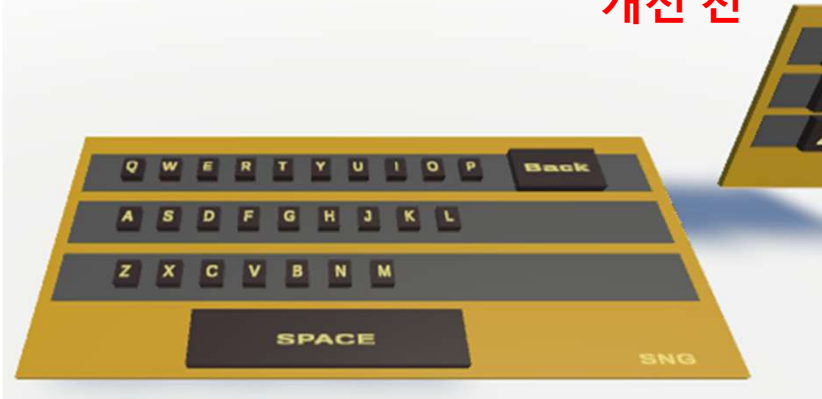 개선 전
Q W E R T Y U I O P Back
A S D F G H J K L
Z X C V B N M
SPACE
SNG